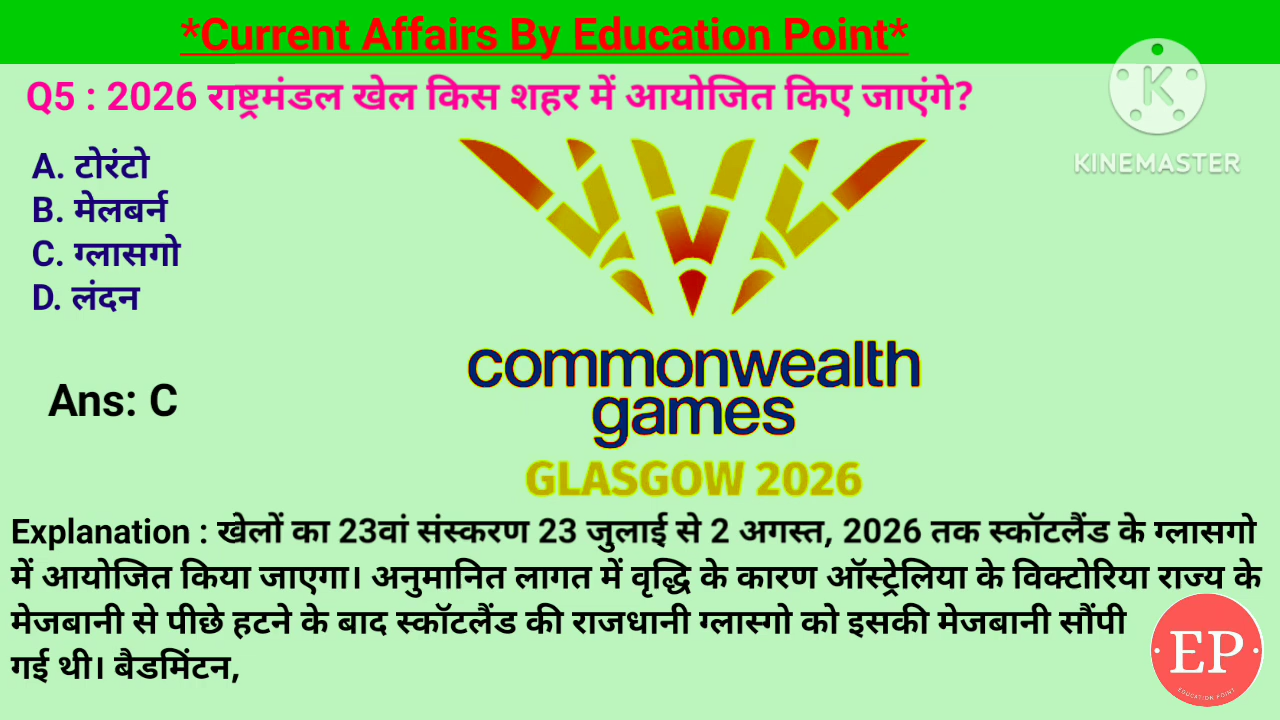 *Current Affairs By Education Point*
Q5 : 2026 राष्ट्रमंडल खेल किस शहर में आयोजित किए जाएंगे?
KINEMASTER
A. टोरंटो
B. मेलबर्न
C. ग्लासगो
D. लंदन
Ans: C
commonwealth
games
GLASGOW 2026
Explanation : खेलों का 23वां संस्करण 23 जुलाई से 2 अगस्त, 2026 तक स्कॉटलैंड के ग्लासगो
में आयोजित किया जाएगा। अनुमानित लागत में वृद्धि के कारण ऑस्ट्रेलिया के विक्टोरिया राज्य के
मेजबानी से पीछे हटने के बाद स्कॉटलैंड की राजधानी ग्लास्गो को इसकी मेजबानी सौंपी
गई थी। बैडमिंटन,
EP
EDUCATION POINT